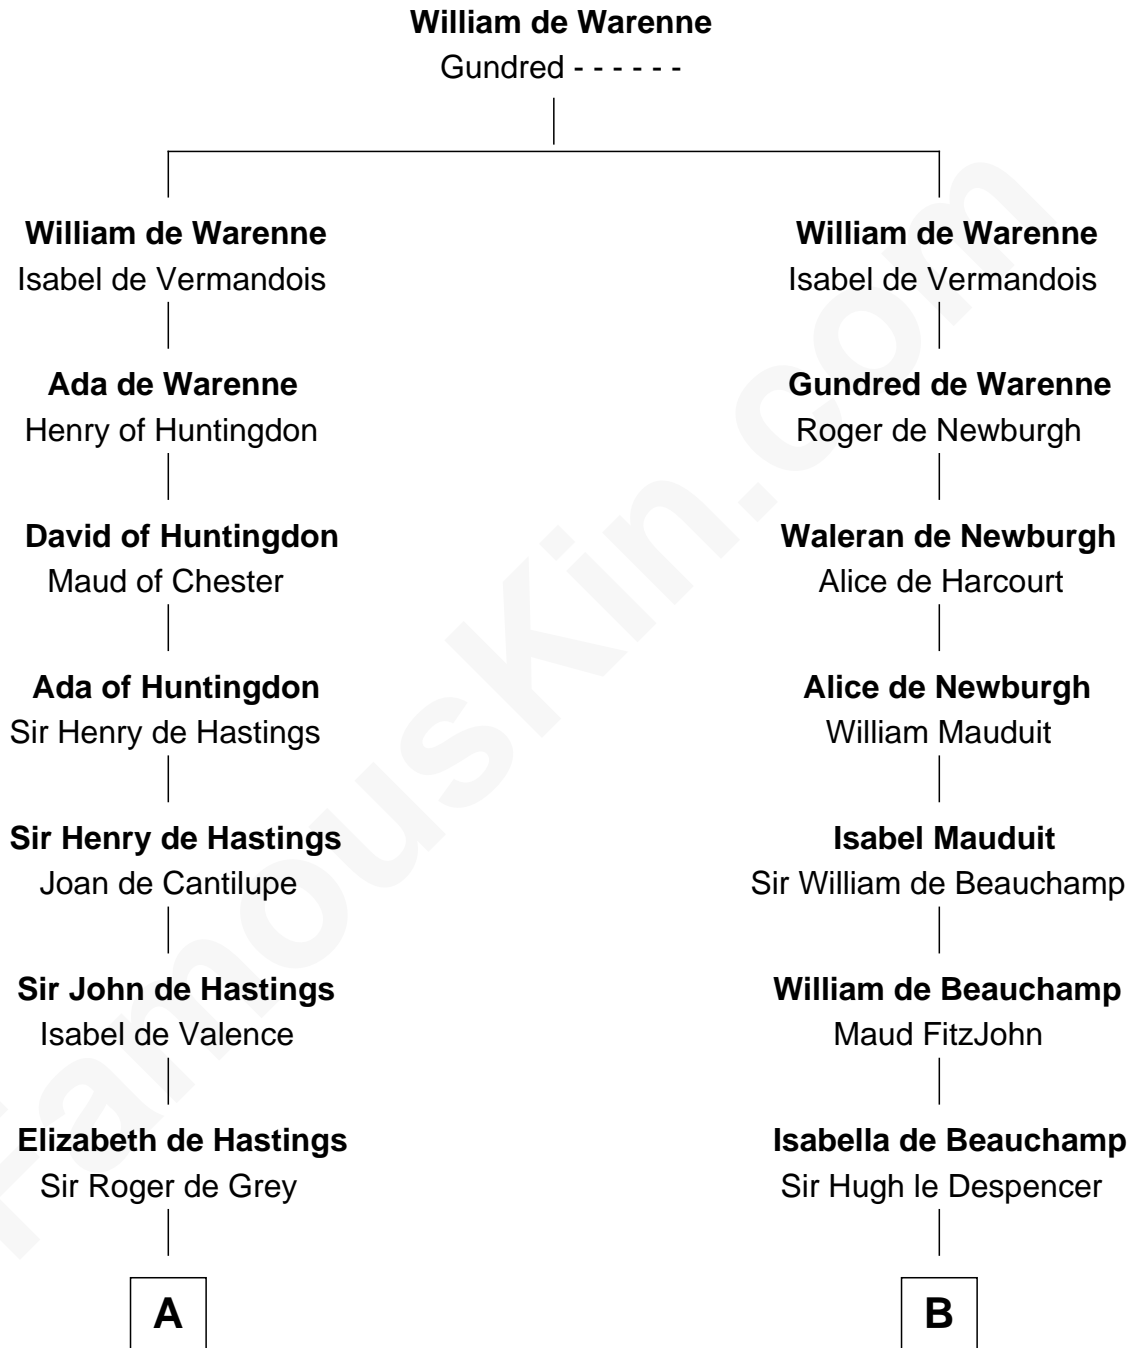 William de Warenne
Gundred - - - - - -
William de Warenne
Isabel de Vermandois
Ada de Warenne
Henry of Huntingdon
David of Huntingdon
Maud of Chester
Ada of Huntingdon
Sir Henry de Hastings
Sir Henry de Hastings
Joan de Cantilupe
Sir John de Hastings
Isabel de Valence
Elizabeth de Hastings
Sir Roger de Grey
A
William de Warenne
Isabel de Vermandois
Gundred de Warenne
Roger de Newburgh
Waleran de Newburgh
Alice de Harcourt
Alice de Newburgh
William Mauduit
Isabel Mauduit
Sir William de Beauchamp
William de Beauchamp
Maud FitzJohn
Isabella de Beauchamp
Sir Hugh le Despencer
B
FamousKin.com